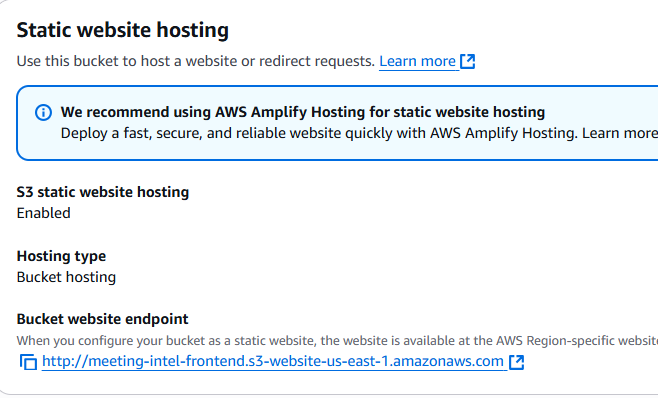 Static website hosting
Use this bucket to host a website or redirect requests. Learn more
We recommend using AWS Amplify Hosting for static website hosting
Deploy a fast, secure, and reliable website quickly with AWS Amplify Hosting. Learn more
S3 static website hosting
Enabled
Hosting type
Bucket hosting
Bucket website endpoint
When you configure your bucket as a static website, the website is available at the AWS Region-specific website
http://meeting-intel-frontend.s3-website-us-east-1.amazonaws.com